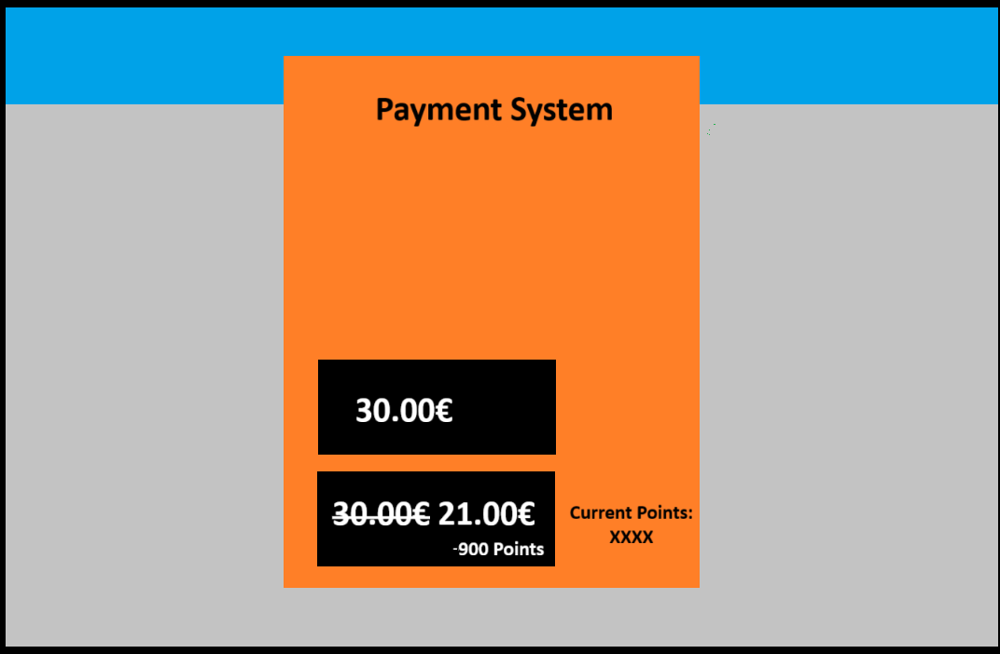 Payment System
30.00€
30.00€ 21.00€
-900 Points
Current Points:
XXXX